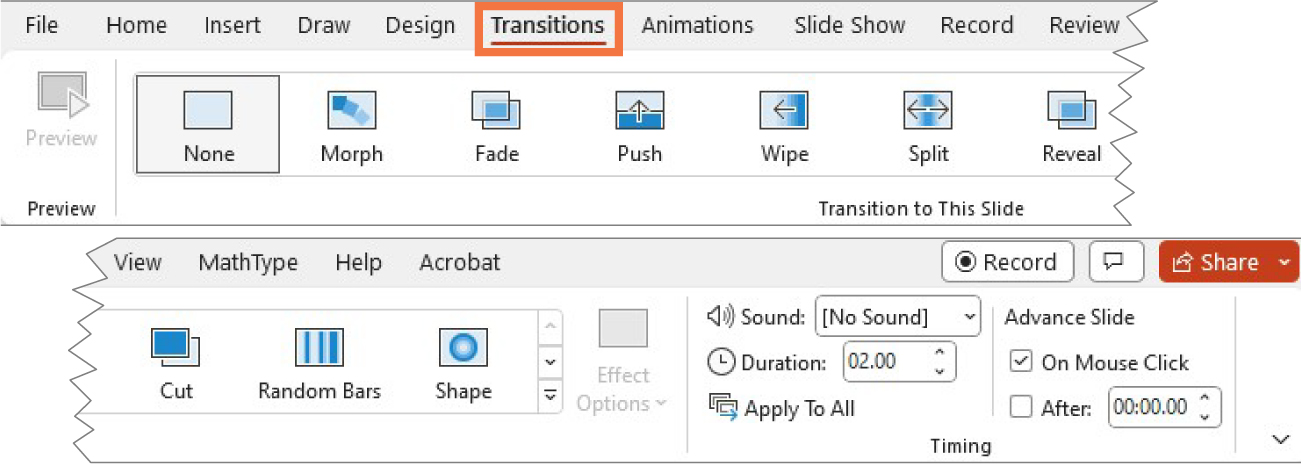 File Home Insert Draw Design Transitions Animations Slide Show Record Review
Preview None Morph Fade Push Wipe Split Reveal
Preview Transition to This Slide
View MathType Help Acrobat Record Share
Sound: [No Sound] Advance Slide
Duration: 02.00 On Mouse Click
Cut Random Bars Shape Effect Options Apply To All After: 00:00.00
Timing